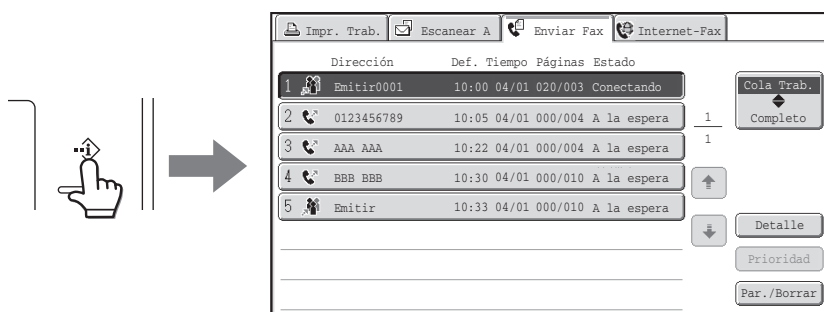 Impr. Trab. Escanear A Enviar Fax Internet-Fax
Dirección Def. Tiempo Páginas Estado
1 Emitir0001 10:00 04/01 020/003 Conectando
2 0123456789 10:05 04/01 000/004 A la espera
3 AAA AAA 10:22 04/01 000/004 A la espera
4 BBB BBB 10:30 04/01 000/010 A la espera
5 Emitir 10:33 04/01 000/010 A la espera
1
1
Cola Trab.
Completo
Detalle
Prioridad
Par./Borrar